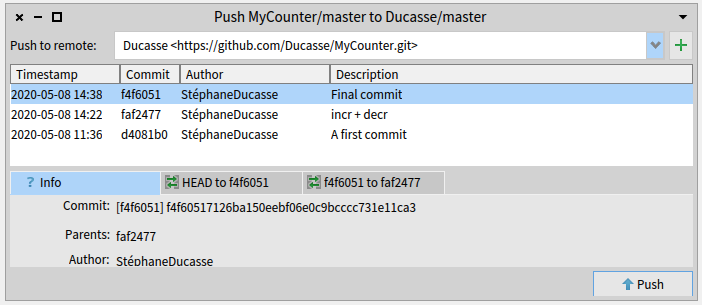 Push MyCounter/master to Ducasse/master
Push to remote: Ducasse <https://github.com/Ducasse/MyCounter.git>
Timestamp Commit Author Description
2020-05-08 14:38 f4f6051 StéphaneDucasse Final commit
2020-05-08 14:22 faf2477 StéphaneDucasse incr + decr
2020-05-08 11:36 d4081b0 StéphaneDucasse A first commit
? Info HEAD to f4f6051 f4f6051 to faf2477
Commit: [f4f6051] f4f60517126ba150eebf06e0c9bcccc731e11ca3
Parents: faf2477
Author: StéphaneDucasse
Push